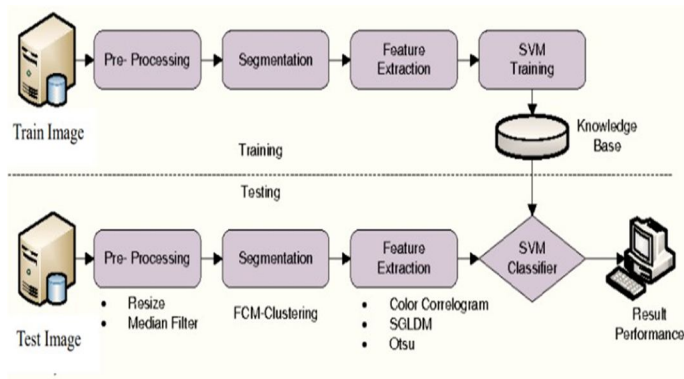 Pre- Processing
Segmentation
Feature
Extraction
SVM
Training
Train Image
Knowledge
Base
Training
Testing
Pre- Processing
Segmentation
Feature
Extraction
SVM
Classifier
• Resize
• Median Filter
FCM-Clustering
• Color Correlogram
• SGLDM
• Otsu
Test Image
Result
Performance